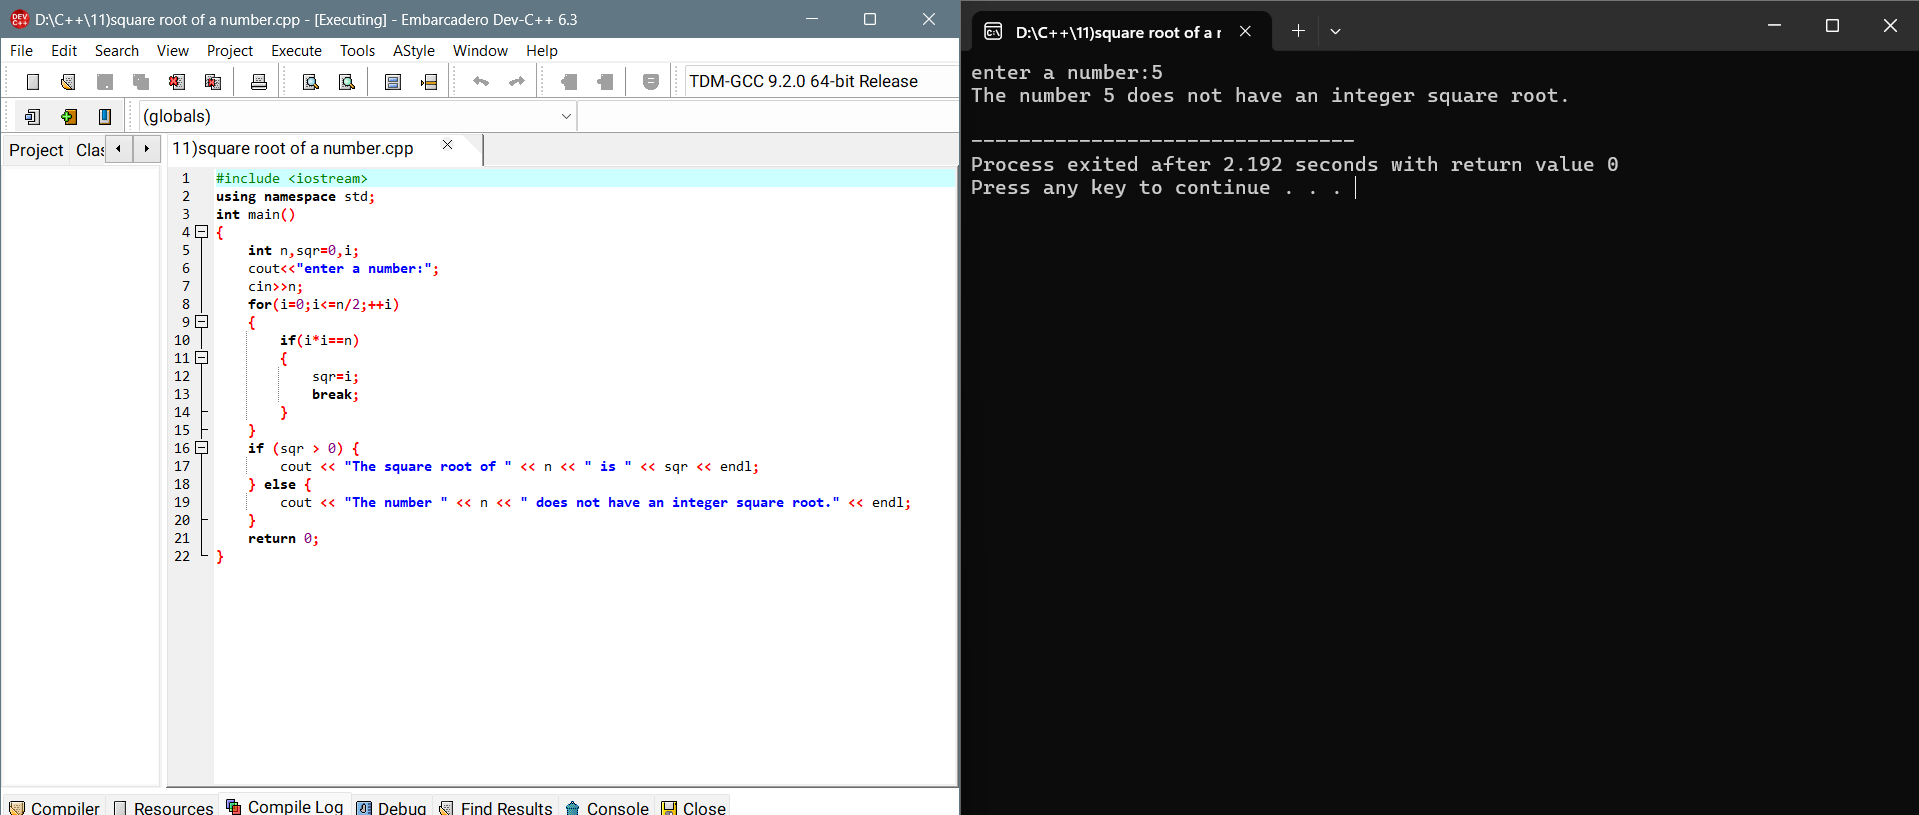 D:\C++\11)square root of a number.cpp - [Executing] - Embarcadero Dev-C++ 6.3
File Edit Search View Project Execute Tools AStyle Window Help
TDM-GCC 9.2.0 64-bit Release
(globals)
Project Clas
11)square root of a number.cpp
1 #include <iostream>
2 using namespace std;
3 int main()
4 {
5 int n,sqr=0,i;
6 cout<<"enter a number:";
7 cin>>n;
8 for(i=0;i<=n/2;++i)
9 {
10 if(i*i==n)
11 {
12 sqr=i;
13 break;
14 }
15 }
16 if (sqr > 0) {
17 cout << "The square root of " << n << " is " << sqr << endl;
18 } else {
19 cout << "The number " << n << " does not have an integer square root." << endl;
20 }
21 return 0;
22 }
Compiler Resources Compile Log Debug Find Results Console Close
D:\C++\11)square root of a r
enter a number:5
The number 5 does not have an integer square root.
--------------------------------
Process exited after 2.192 seconds with return value 0
Press any key to continue . . .